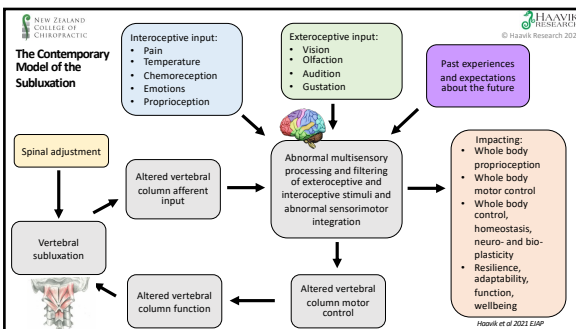 NEW ZEALAND
COLLEGE OF
CHIROPRACTIC
HAAVIK
RESEARCH
© Haavik Research 202
The Contemporary
Model of the
Subluxation
Interoceptive input:
• Pain
• Temperature
• Chemoreception
• Emotions
• Proprioception
Exteroceptive input:
• Vision
• Olfaction
• Audition
• Gustation
Past experiences
and expectations
about the future
Spinal adjustment
Altered vertebral
column afferent
input
Abnormal multisensory
processing and filtering
of exteroceptive and
interoceptive stimuli and
abnormal sensorimotor
integration
Impacting:
• Whole body
proprioception
• Whole body
motor control
• Whole body
control,
homeostasis,
neuro- and bio-
plasticity
• Resilience,
adaptability,
function,
wellbeing
Vertebral
subluxation
Altered vertebral
column function
Altered vertebral
column motor
control
Haavik et al 2021 EJAP